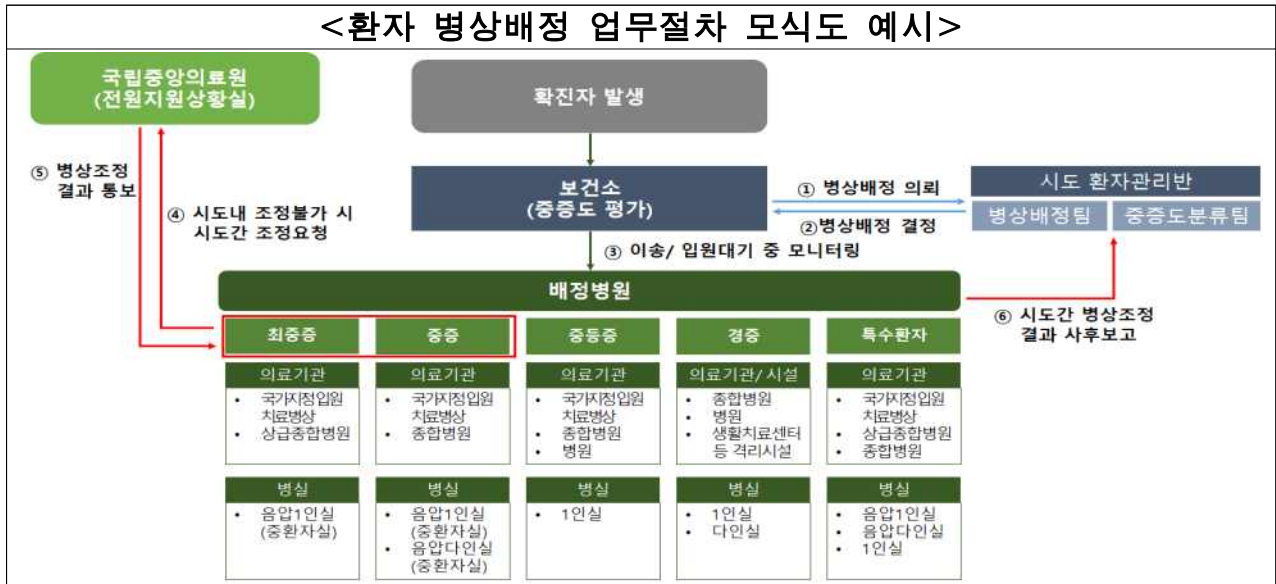 <환자 병상배정 업무절차 모식도 예시>
국립중앙의료원
(전원지원상황실)
확진자 발생
⑤ 병상조정
결과 통보
④ 시도내 조정불가 시
시도간 조정요청
보건소
(중증도 평가)
① 병상배정 의뢰
②병상배정 결정
시도 환자관리반
병상배정팀
중증도분류팀
③ 이송/ 입원대기 중 모니터링
배정병원
⑥ 시도간 병상조정
결과 사후보고
최중증
중증
중등증
경증
특수환자
의료기관
• 국가지정입원
치료병상
• 상급종합병원
의료기관
• 국가지정입원
치료병상
• 종합병원
의료기관
• 국가지정입원
치료병상
• 종합병원
• 병원
의료기관/시설
• 종합병원
• 병원
• 생활치료센터
등 격리시설
의료기관
• 국가지정입원
치료병상
• 상급종합병원
• 종합병원
병실
• 음압1인실
(중환자실)
병실
• 음압1인실
(중환자실)
• 음압다인실
(중환자실)
병실
• 1인실
병실
• 1인실
• 다인실
병실
• 음압1인실
• 음압다인실
• 1인실